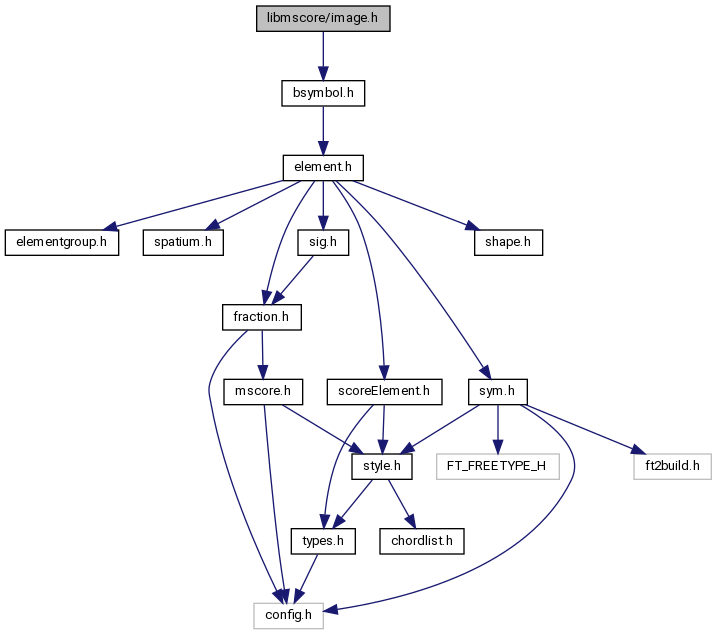 libmscore/image.h
bsymbol.h
element.h
elementgroup.h
spatium.h
sig.h
shape.h
fraction.h
mscore.h
scoreElement.h
sym.h
style.h
FT_FREETYPE_H
ft2build.h
types.h
chordlist.h
config.h